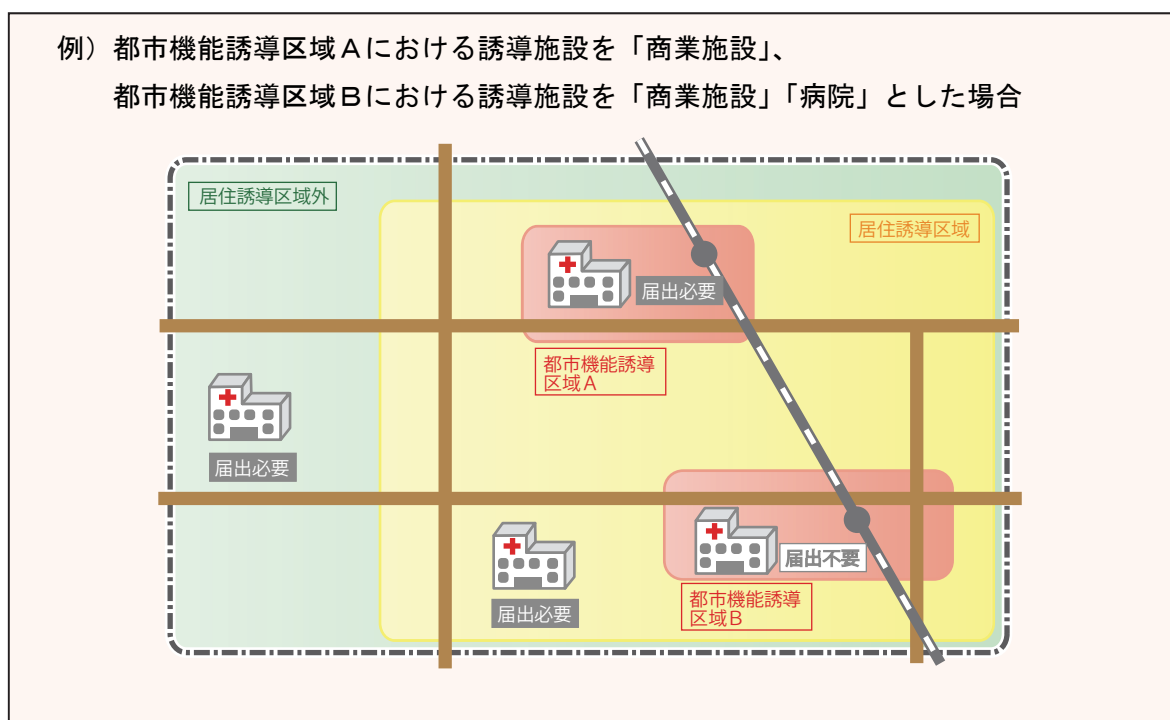 例）都市機能誘導区域Ａにおける誘導施設を「商業施設」、
都市機能誘導区域Ｂにおける誘導施設を「商業施設」「病院」とした場合
居住誘導区域外
居住誘導区域
届出必要
都市機能誘導
区域Ａ
届出必要
届出不要
届出必要
都市機能誘導
区域Ｂ